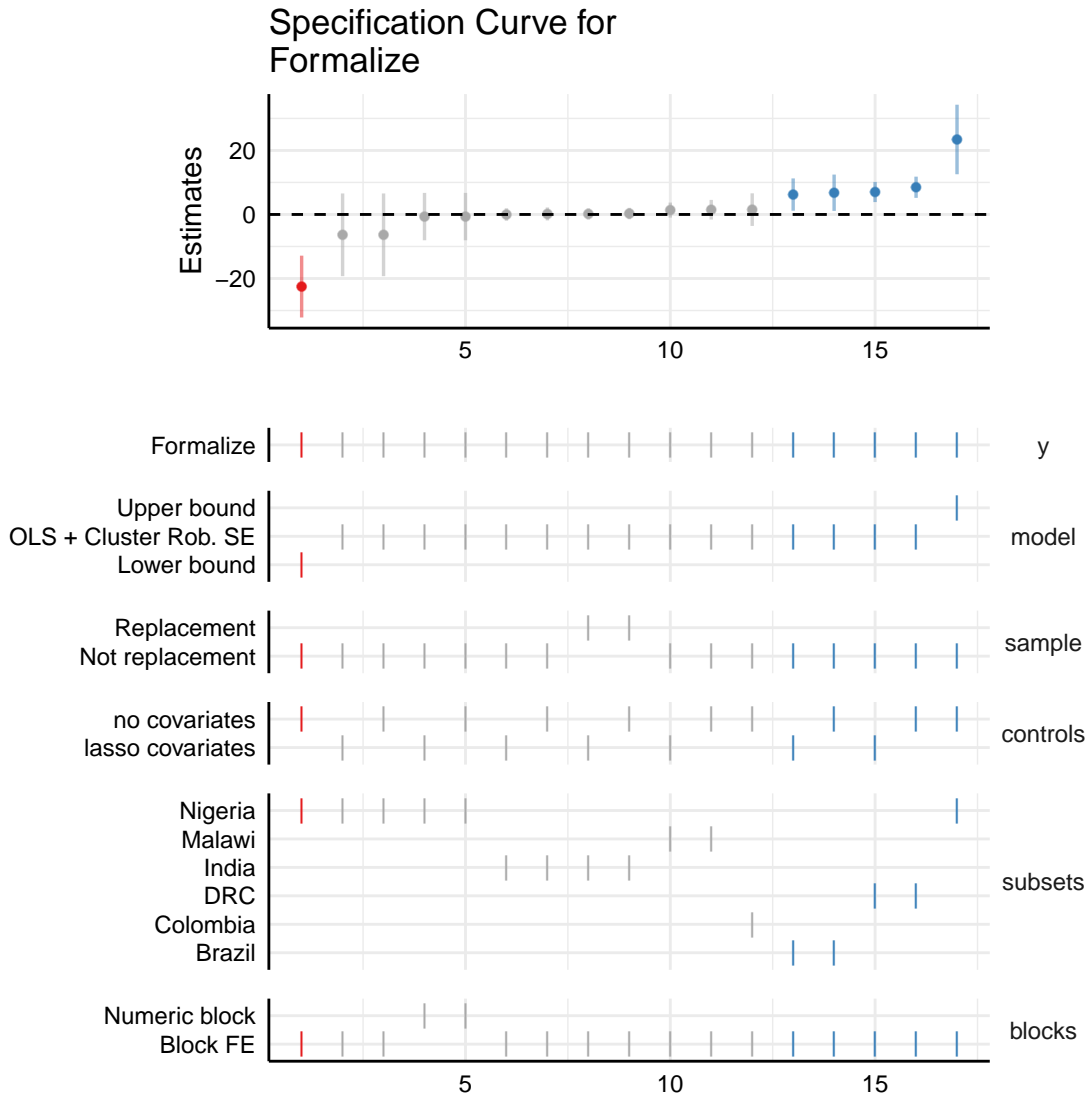 Specification Curve for
Formalize
Estimates
20
0
−20
5 10 15
Formalize y
Upper bound
OLS + Cluster Rob. SE model
Lower bound
Replacement
Not replacement
sample
no covariates
lasso covariates
controls
Nigeria
Malawi
India
DRC
subsets
Colombia
Brazil
Numeric block
Block FE
blocks
5 10 15